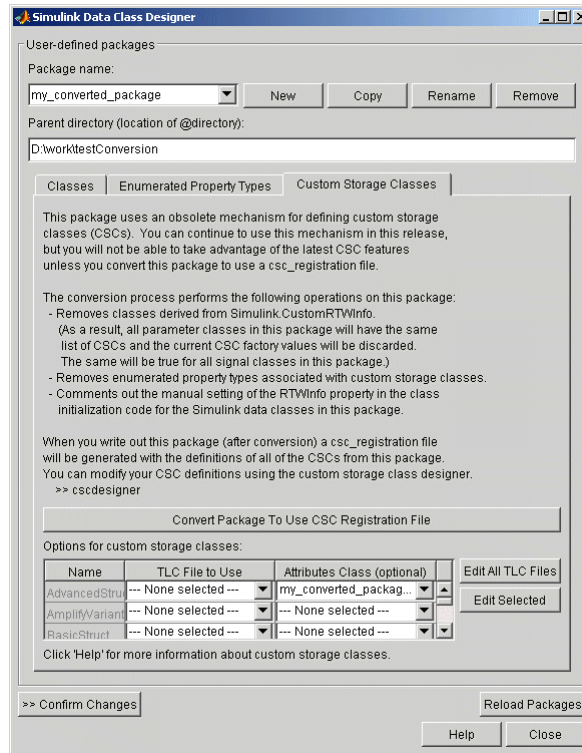 Simulink Data Class Designer
User-defined packages
Package name:
my_converted_package
New
Copy
Rename
Remove
Parent directory (location of @directory):
D:\work\testConversion
Classes
Enumerated Property Types
Custom Storage Classes
This package uses an obsolete mechanism for defining custom storage
classes (CSCs).  You can continue to use this mechanism in this release,
but you will not be able to take advantage of the latest CSC features
unless you convert this package to use a csc_registration file.
The conversion process performs the following operations on this package:
- Removes classes derived from Simulink.CustomRTWInfo.
(As a result, all parameter classes in this package will have the same
list of CSCs and the current CSC factory values will be discarded.
The same will be true for all signal classes in this package.)
- Removes enumerated property types associated with custom storage classes.
- Comments out the manual setting of the RTWInfo property in the class
initialization code for the Simulink data classes in this package.
When you write out this package (after conversion) a csc_registration file
will be generated with the definitions of all of the CSCs from this package.
You can modify your CSC definitions using the custom storage class designer.
>> cscdesigner
Convert Package To Use CSC Registration File
Options for custom storage classes:
Name TLC File to Use Attributes Class (optional)
AdvancedStru --- None selected --- my_converted_packag...
AmplifyVariant --- None selected --- --- None selected ---
BasicStruct --- None selected --- --- None selected ---
Edit All TLC Files
Edit Selected
Click 'Help' for more information about custom storage classes.
>> Confirm Changes
Reload Packages
Help
Close